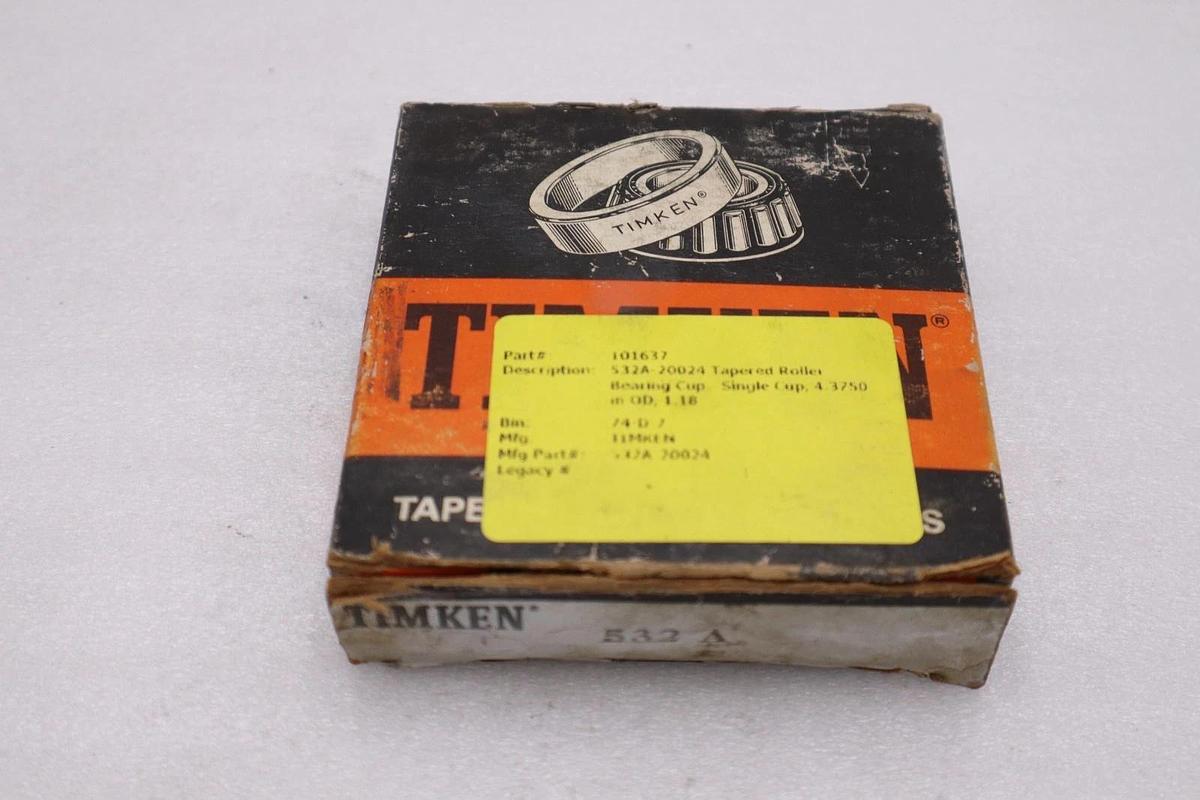 TIMKEN®
TIMKEN®
Part#: 101637
Description: 532A-20024 Tapered Roller
Bearing Cup - Single Cup, 4.3750
in OD, 1.18
Bin: 74-D-7
Mfg: TIMKEN
Mfg Part#: 532A-20024
Legacy #
TAPE S
TIMKEN®
532 A